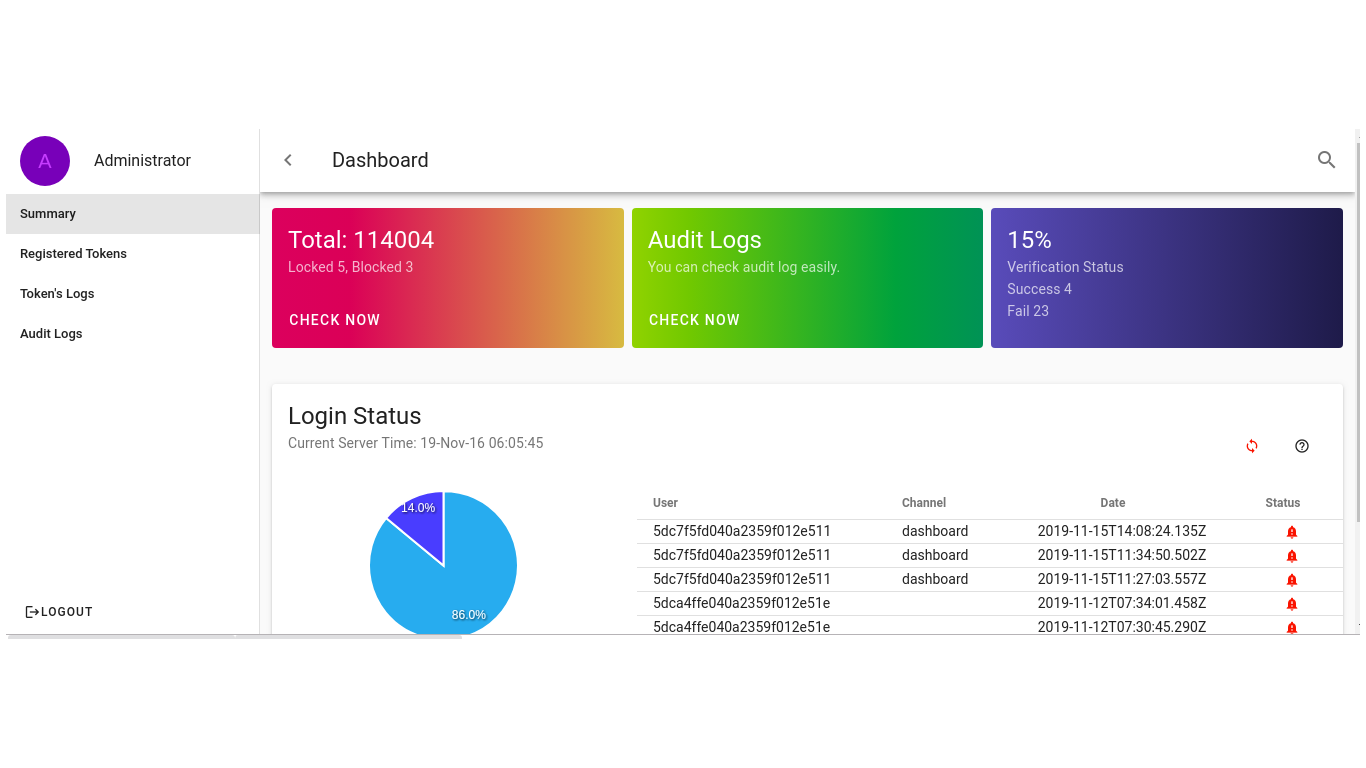 A
Administrator
Summary
Registered Tokens
Token's Logs
Audit Logs
LOGOUT
Dashboard
Total: 114004
Locked 5, Blocked 3
CHECK NOW
Audit Logs
You can check audit log easily.
CHECK NOW
15%
Verification Status
Success 4
Fail 23
Login Status
Current Server Time: 19-Nov-16 06:05:45
14.0%
86.0%
User Channel Date Status
5dc7f5fd040a2359f012e511 dashboard 2019-11-15T14:08:24.135Z
5dc7f5fd040a2359f012e511 dashboard 2019-11-15T11:34:50.502Z
5dc7f5fd040a2359f012e511 dashboard 2019-11-15T11:27:03.557Z
5dca4ffe040a2359f012e51e 2019-11-12T07:34:01.458Z
5dca4ffe040a2359f012e51e 2019-11-12T07:30:45.290Z